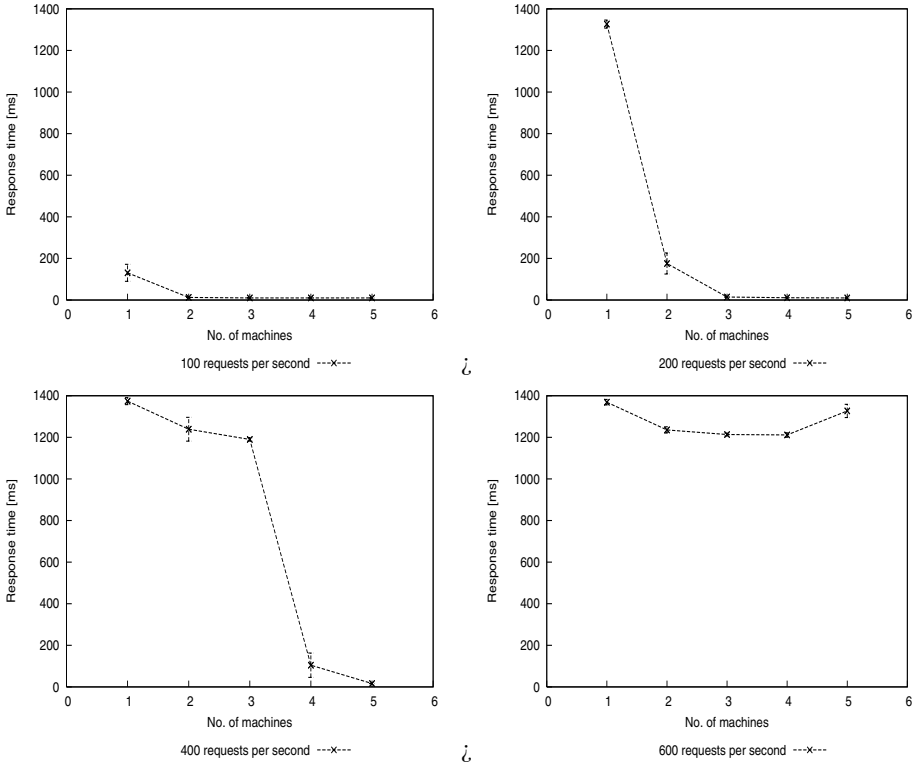 Response time [ms]
1400
1200
1000
800
600
400
200
0
0 1 2 3 4 5 6
No. of machines
100 requests per second
Response time [ms]
1400
1200
1000
800
600
400
200
0
0 1 2 3 4 5 6
No. of machines
200 requests per second
¿
Response time [ms]
1400
1200
1000
800
600
400
200
0
0 1 2 3 4 5 6
No. of machines
400 requests per second
Response time [ms]
1400
1200
1000
800
600
400
200
0
0 1 2 3 4 5 6
No. of machines
600 requests per second
¿